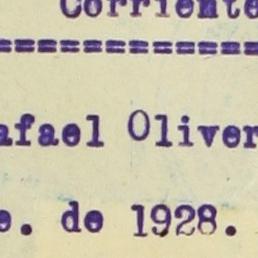 Corriente
==================
afael Oliver
e. de 1928.